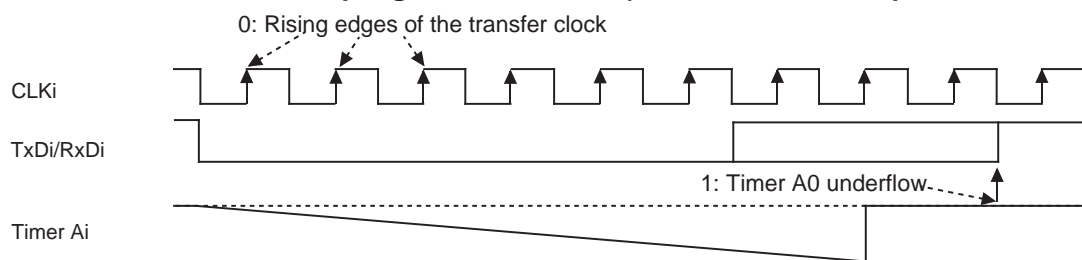 0: Rising edges of the transfer clock
CLKi
TxDi/RxDi
1: Timer A0 underflow
Timer Ai